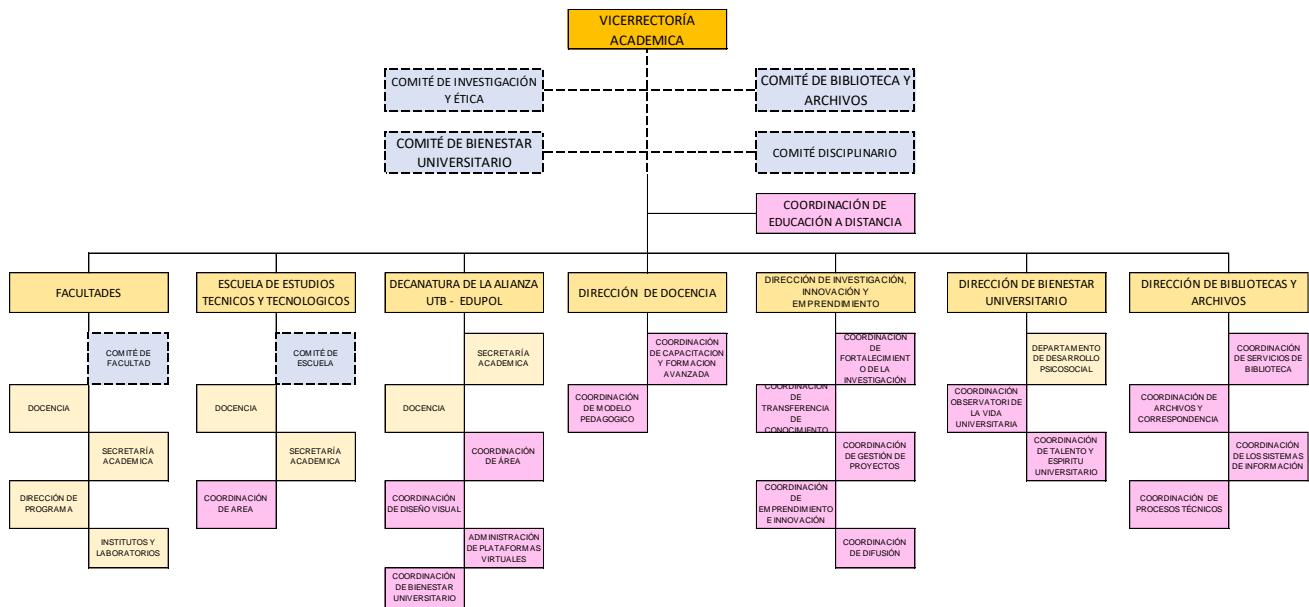 VICERRECTORÍA
ACADEMICA
COMITÉ DE INVESTIGACIÓN
Y ÉTICA
COMITÉ DE BIBLIOTECA Y
ARCHIVOS
COMITÉ DE BIENESTAR
UNIVERSITARIO
COMITÉ DISCIPLINARIO
COORDINACIÓN DE
EDUCACIÓN A DISTANCIA
FACULTADES
ESCUELA DE ESTUDIOS
TECNICOS Y TECNOLOGICOS
DECANATURA DE LA ALIANZA
UTB - EDUPOL
DIRECCIÓN DE DOCENCIA
DIRECCIÓN DE INVESTIGACIÓN,
INNOVACIÓN Y
EMPRENDIMIENTO
DIRECCIÓN DE BIENESTAR
UNIVERSITARIO
DIRECCIÓN DE BIBLIOTECAS
Y ARCHIVOS
COMITÉ DE
FACULTAD
DOCENCIA
SECRETARÍA
ACADEMICA
DIRECCIÓN DE
PROGRAMA
INSTITUTOS Y
LABORATORIOS
COMITÉ DE
ESCUELA
DOCENCIA
SECRETARÍA
ACADEMICA
COORDINACIÓN
DE AREA
SECRETARÍA
ACADEMICA
DOCENCIA
COORDINACIÓN
DE ÁREA
COORDINACIÓN
DE DISEÑO VISUAL
ADMINISTRACIÓN
DE PLATAFORMAS
VIRTUALES
COORDINACIÓN
DE BIENESTAR
UNIVERSITARIO
COORDINACIÓN
DE CAPACITACION
Y FORMACION
AVANZADA
COORDINACIÓN
DE MODELO
PEDAGOGICO
COORDINACION
DE
FORTALECIMIENT
O DE LA
INVESTIGACIÓN
COORDINACIÓN
DE
TRANSFERENCIA
DE
CONOCIMIENTO
COORDINACIÓN
DE GESTIÓN DE
PROYECTOS
COORDINACIÓN
DE
EMPRENDIMIENTO
E INNOVACIÓN
COORDINACIÓN
DE DIFUSIÓN
DEPARTAMENTO
DE DESARROLLO
PSICOSOCIAL
COORDINACIÓN
OBSERVATORI DE
LA VIDA
UNIVERSITARIA
COORDINACIÓN
DE TALENTO Y
ESPIRITU
UNIVERSITARIO
COORDINACIÓN
DE SERVICIOS DE
BIBLIOTECA
COORDINACIÓN DE
ARCHIVOS Y
CORRESPONDENCIA
COORDINACIÓN
DE LOS SISTEMAS
DE INFORMACIÓN
COORDINACIÓN DE
PROCESOS TÉCNICOS